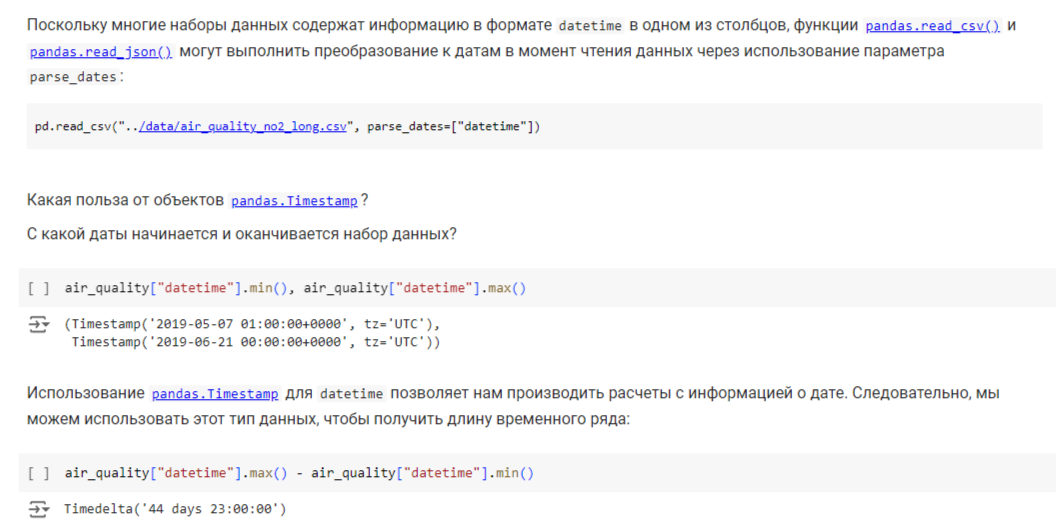 Поскольку многие наборы данных содержат информацию в формате datetime в одном из столбцов, функции pandas.read_csv() и
pandas.read_json() могут выполнить преобразование к датам в момент чтения данных через использование параметра
parse_dates:
pd.read_csv("../data/air_quality_no2_long.csv", parse_dates=["datetime"])
Какая польза от объектов pandas.Timestamp?
С какой даты начинается и оканчивается набор данных?
[ ] air_quality["datetime"].min(), air_quality["datetime"].max()
(Timestamp('2019-05-07 01:00:00+0000', tz='UTC'),
Timestamp('2019-06-21 00:00:00+0000', tz='UTC'))
Использование pandas.Timestamp для datetime позволяет нам производить расчеты с информацией о дате. Следовательно, мы
можем использовать этот тип данных, чтобы получить длину временного ряда:
[ ] air_quality["datetime"].max() - air_quality["datetime"].min()
Timedelta('44 days 23:00:00')